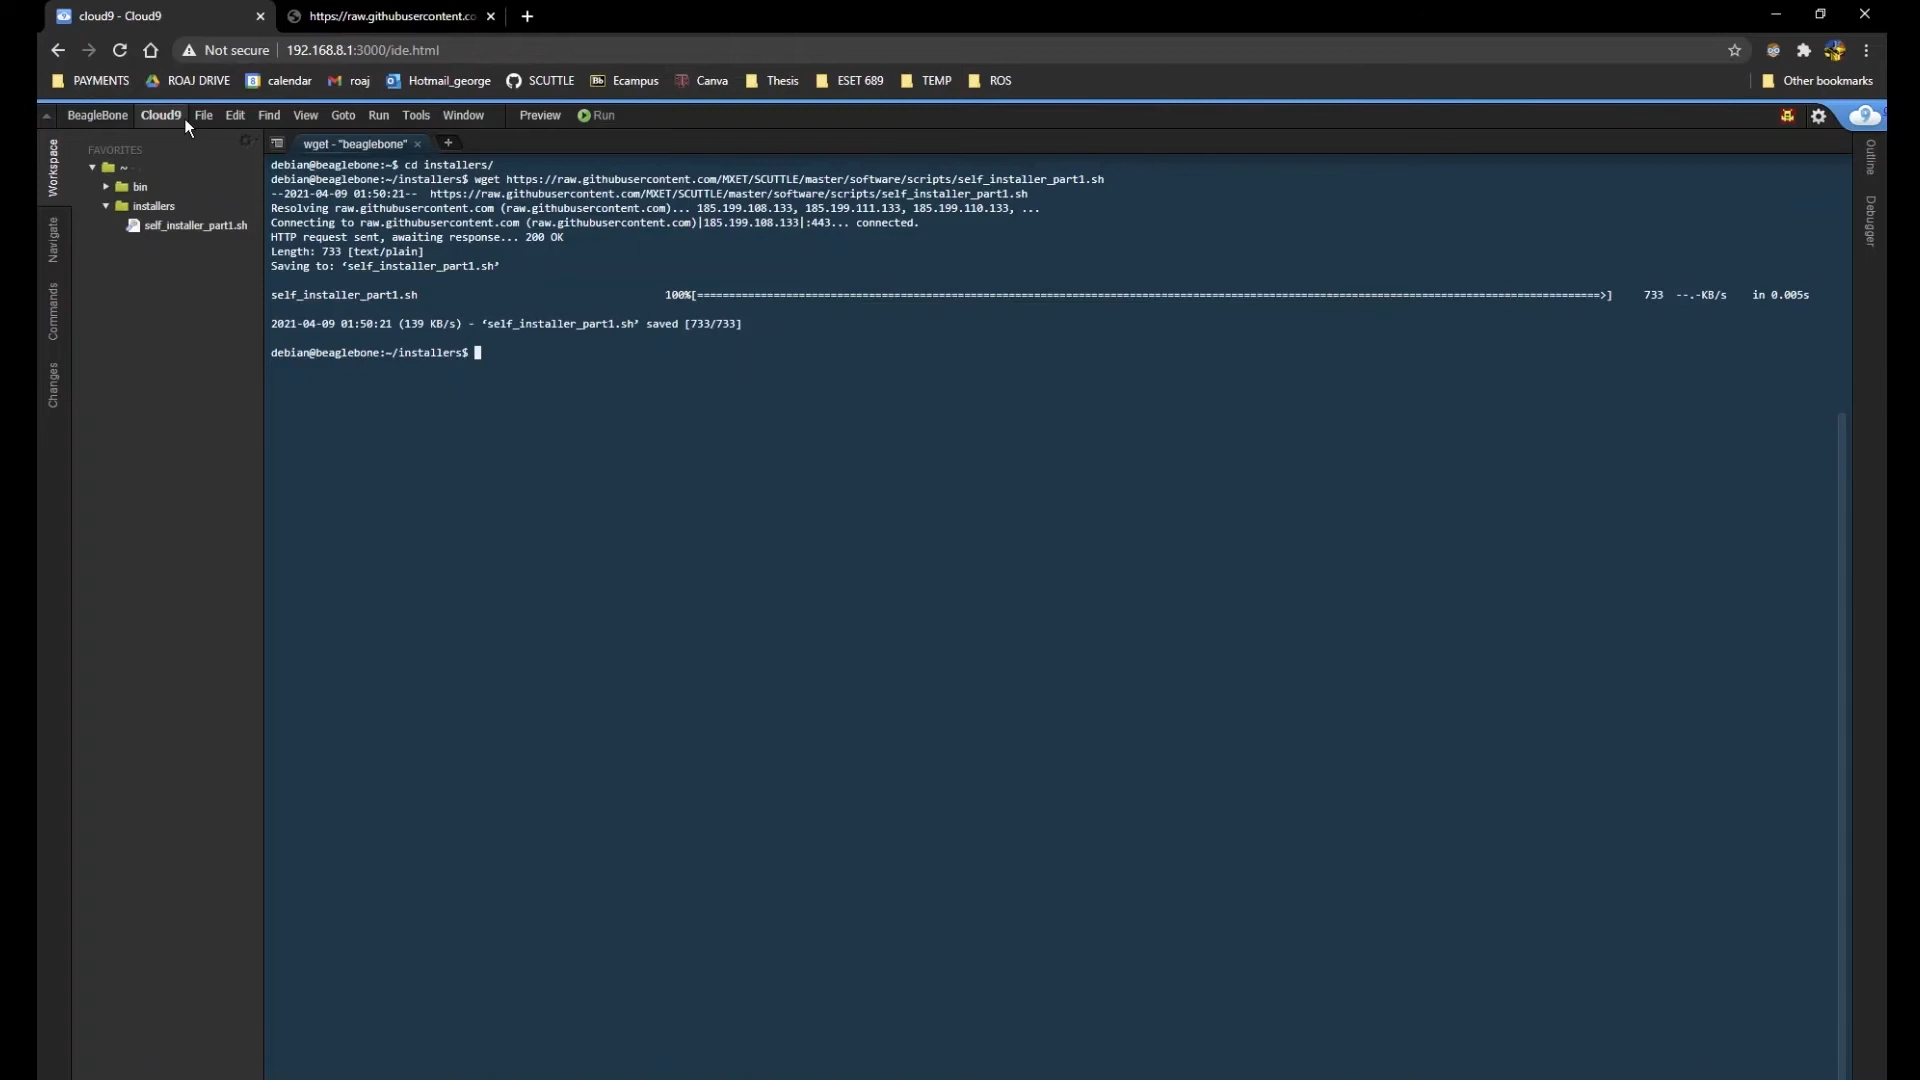 cloud9 - Cloud9
https://raw.githubusercontent.co
Not secure
192.168.8.1:3000/ide.html
PAYMENTS
ROAJ DRIVE
calendar
roaj
Hotmail_george
SCUTTLE
Bb
Ecampus
Canva
Thesis
ESET 689
TEMP
ROS
Other bookmarks
BeagleBone
Cloud9
File
Edit
Find
View
Goto
Run
Tools
Window
Preview
Run
Workspace
Navigate
Commands
Changes
FAVORITES
~
bin
installers
self_installer_part1.sh
wget - "beaglebone"
debian@beaglebone:~$ cd installers/
debian@beaglebone:~/installers$ wget https://raw.githubusercontent.com/MXET/SCUTTLE/master/software/scripts/self_installer_part1.sh
--2021-04-09 01:50:21-- https://raw.githubusercontent.com/MXET/SCUTTLE/master/software/scripts/self_installer_part1.sh
Resolving raw.githubusercontent.com (raw.githubusercontent.com)... 185.199.108.133, 185.199.111.133, 185.199.110.133, ...
Connecting to raw.githubusercontent.com (raw.githubusercontent.com)|185.199.108.133|:443... connected.
HTTP request sent, awaiting response... 200 OK
Length: 733 [text/plain]
Saving to: ‘self_installer_part1.sh’
self_installer_part1.sh 100%[=================================================================================================>] 733 --.-KB/s in 0.005s
2021-04-09 01:50:21 (139 KB/s) - ‘self_installer_part1.sh’ saved [733/733]
debian@beaglebone:~/installers$
Outline
Debugger